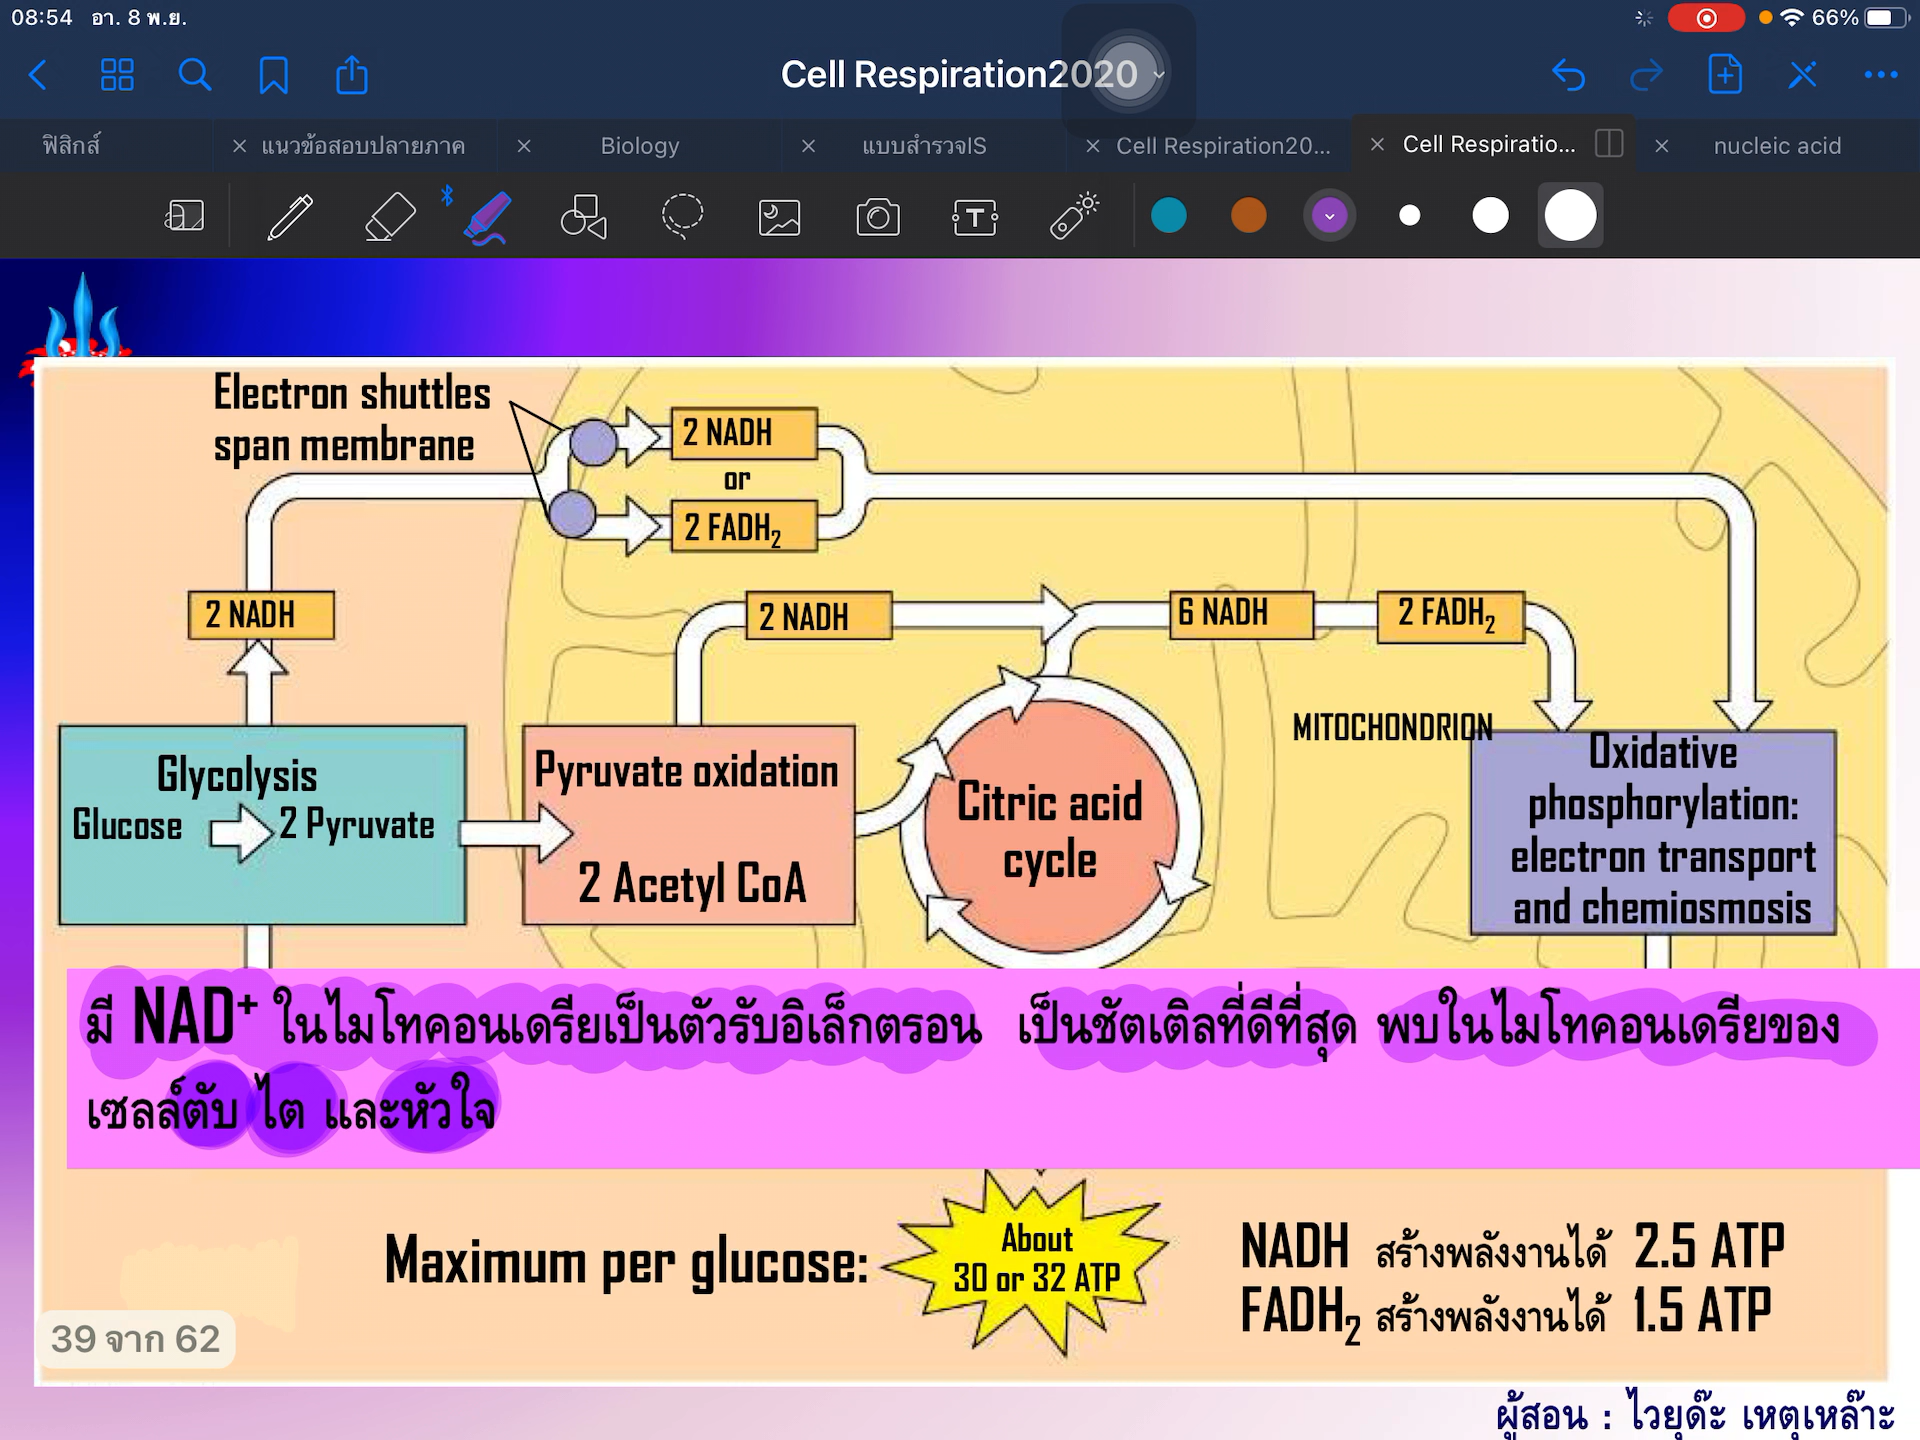 08:54 อา. 8 พ.ย.
66%
Cell Respiration2020
ฟิสิกส์
แนวข้อสอบปลายภาค
Biology
แบบสำรวจIS
Cell Respiration20...
Cell Respiratio...
nucleic acid
Electron shuttles
span membrane
2 NADH
or
2 FADH₂
2 NADH
2 NADH
6 NADH
2 FADH₂
MITOCHONDRION
Glycolysis
Glucose 2 Pyruvate
Pyruvate oxidation
2 Acetyl CoA
Citric acid
cycle
Oxidative
phosphorylation:
electron transport
and chemiosmosis
มี NAD⁺ ในไมโทคอนเดรียเป็นตัวรับอิเล็กตรอน เป็นชัตเติลที่ดีที่สุด พบในไมโทคอนเดรียของ
เซลล์ตับ ไต และหัวใจ
Maximum per glucose:
About
30 or 32 ATP
NADH สร้างพลังงานได้ 2.5 ATP
FADH₂ สร้างพลังงานได้ 1.5 ATP
39 จาก 62
ผู้สอน : ไวยุด๊ะ เหตุเหล๊าะ